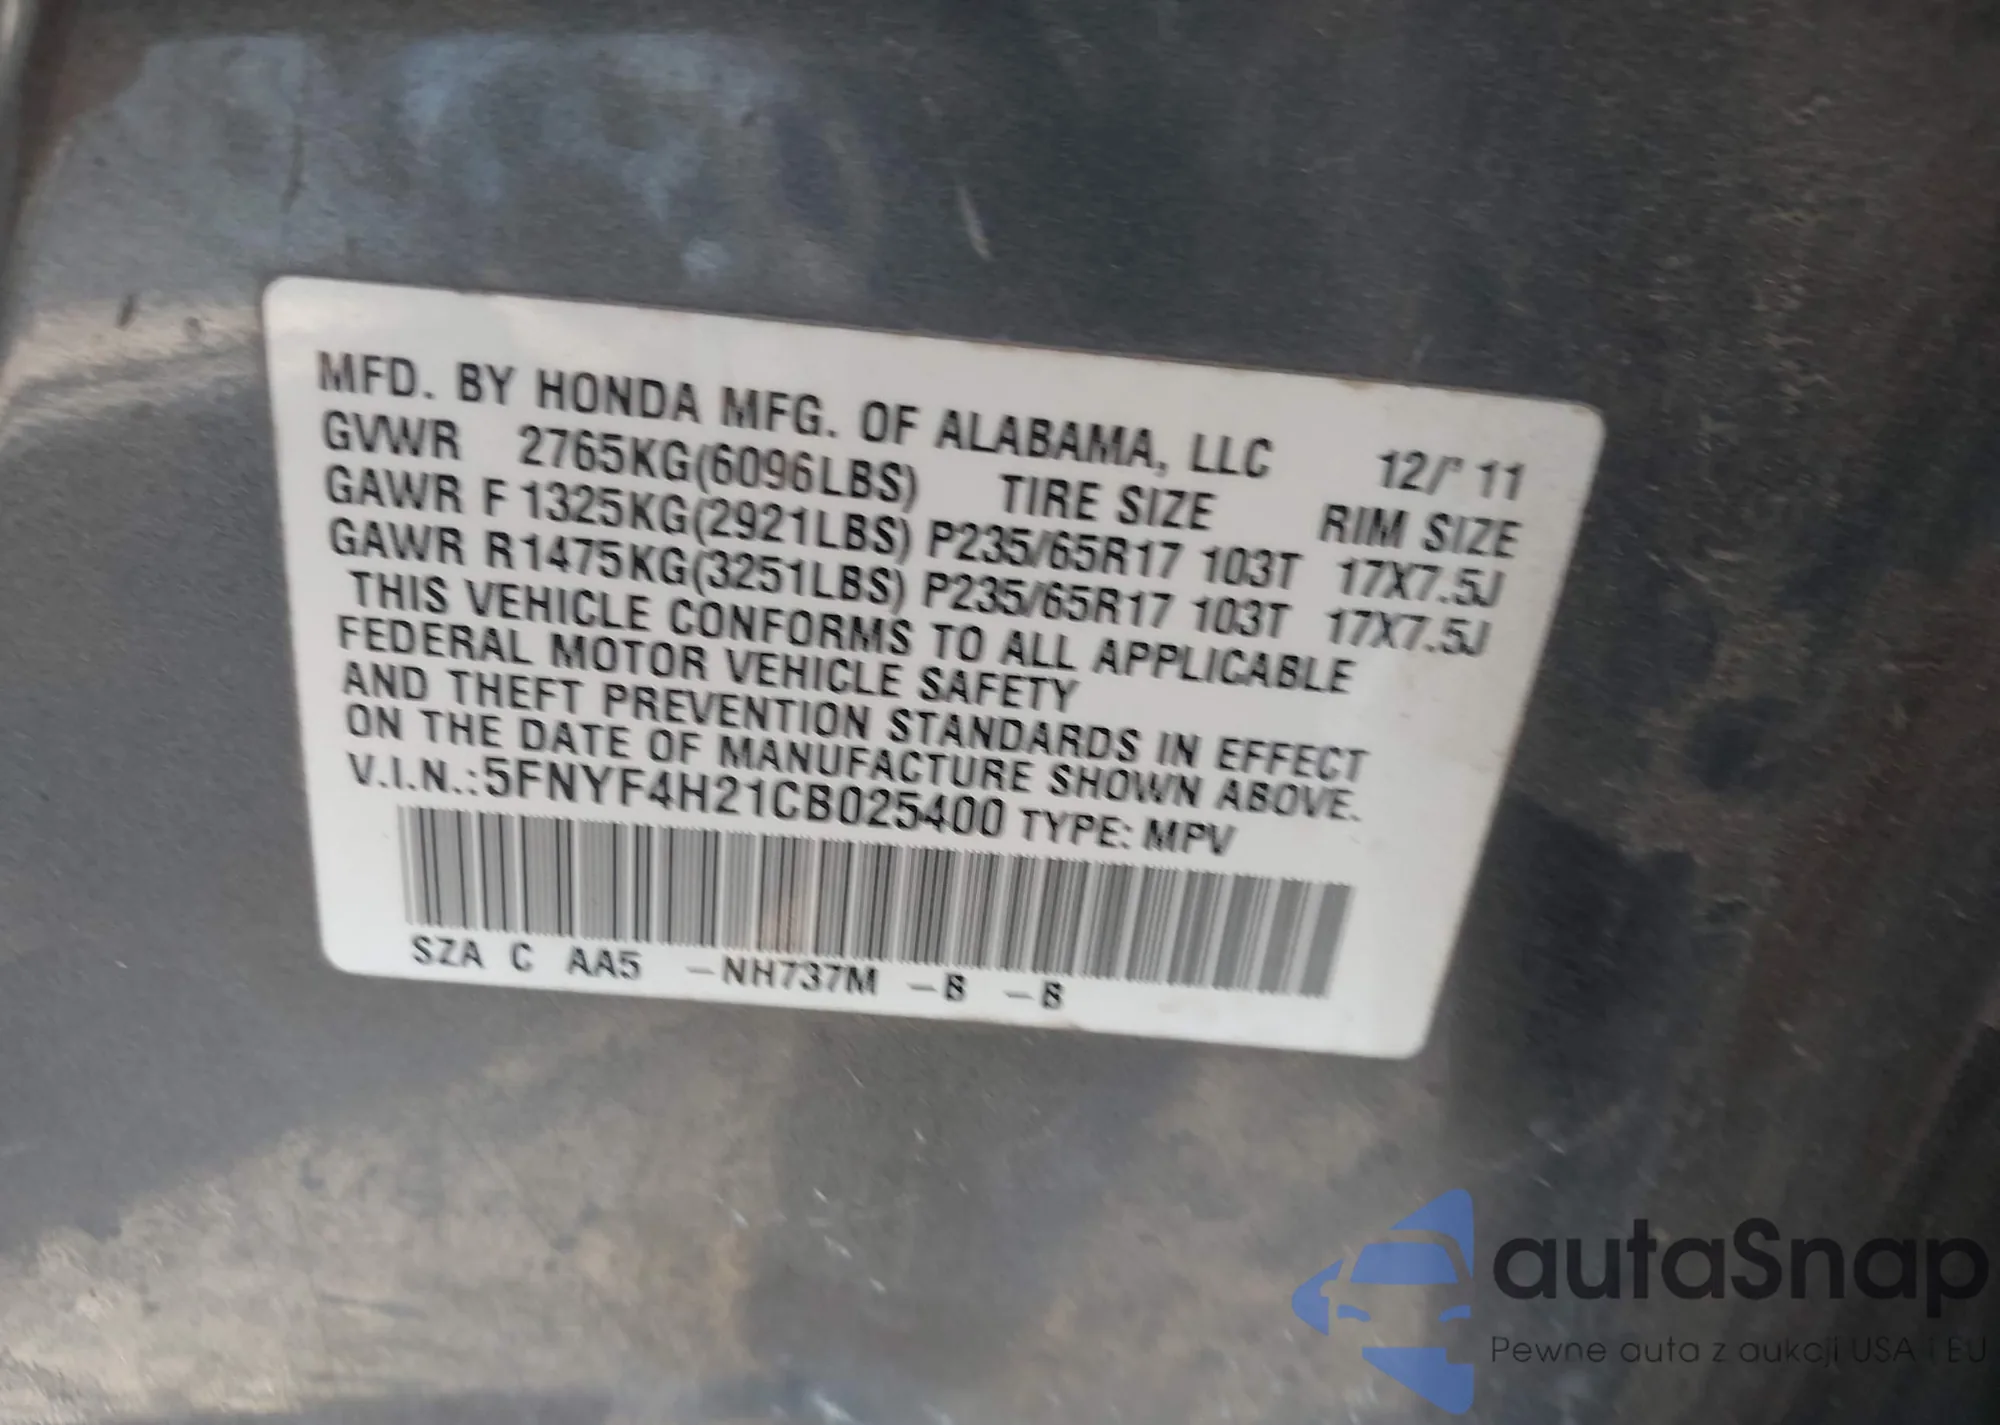 MFD. BY HONDA MFG. OF ALABAMA, LLC 12/'11
GVWR 2765KG(6096LBS) TIRE SIZE RIM SIZE
GAWR F 1325KG(2921LBS) P235/65R17 103T 17X7.5J
GAWR R 1475KG(3251LBS) P235/65R17 103T 17X7.5J
THIS VEHICLE CONFORMS TO ALL APPLICABLE
FEDERAL MOTOR VEHICLE SAFETY
AND THEFT PREVENTION STANDARDS IN EFFECT
ON THE DATE OF MANUFACTURE SHOWN ABOVE.
V.I.N.:5FNYF4H21CB025400 TYPE: MPV
SZA C AA5 -NH737M -B -B
autaSnap
Pewne auta z aukcji USA i EU